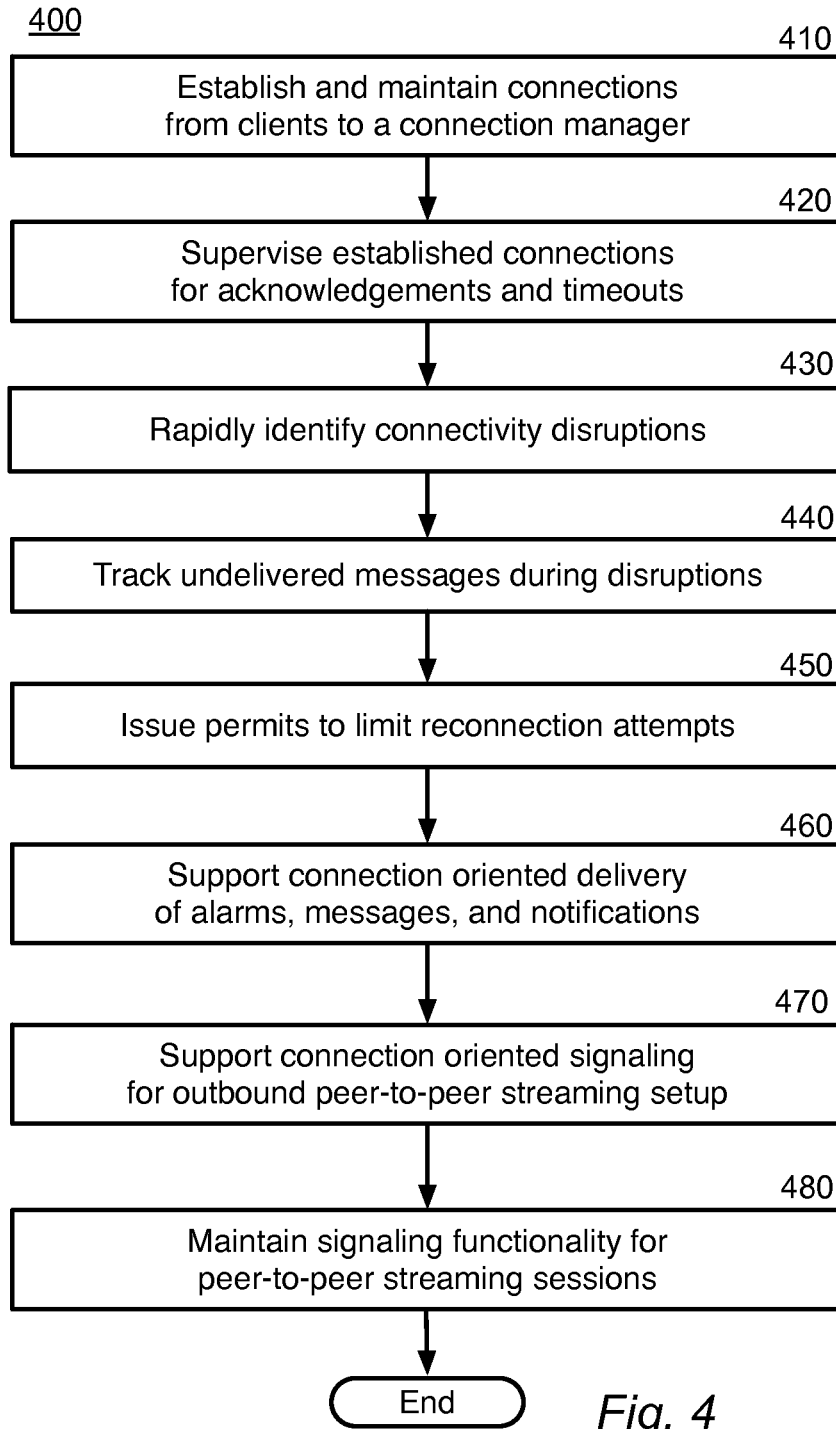 400
410
Establish and maintain connections
from clients to a connection manager
420
Supervise established connections
for acknowledgements and timeouts
430
Rapidly identify connectivity disruptions
440
Track undelivered messages during disruptions
450
Issue permits to limit reconnection attempts
460
Support connection oriented delivery
of alarms, messages, and notifications
470
Support connection oriented signaling
for outbound peer-to-peer streaming setup
480
Maintain signaling functionality for
peer-to-peer streaming sessions
End
Fig. 4